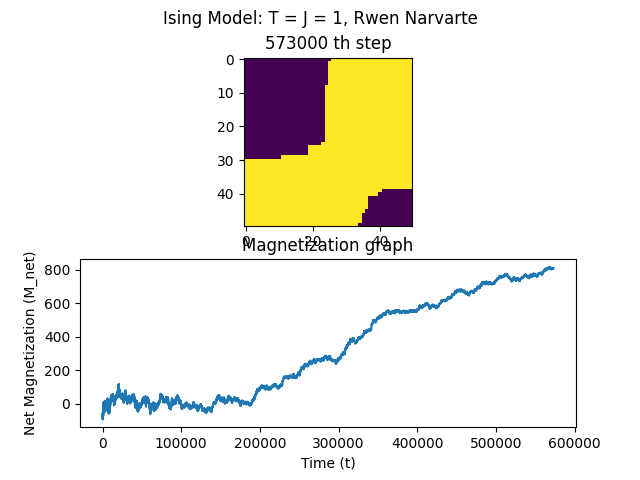 Ising Model: T = J = 1, Rwen Narvarte
573000 th step
0
10
20
30
40
0 20 40
Magnetization graph
Net Magnetization (M_net)
800
600
400
200
0
0 100000 200000 300000 400000 500000 600000
Time (t)